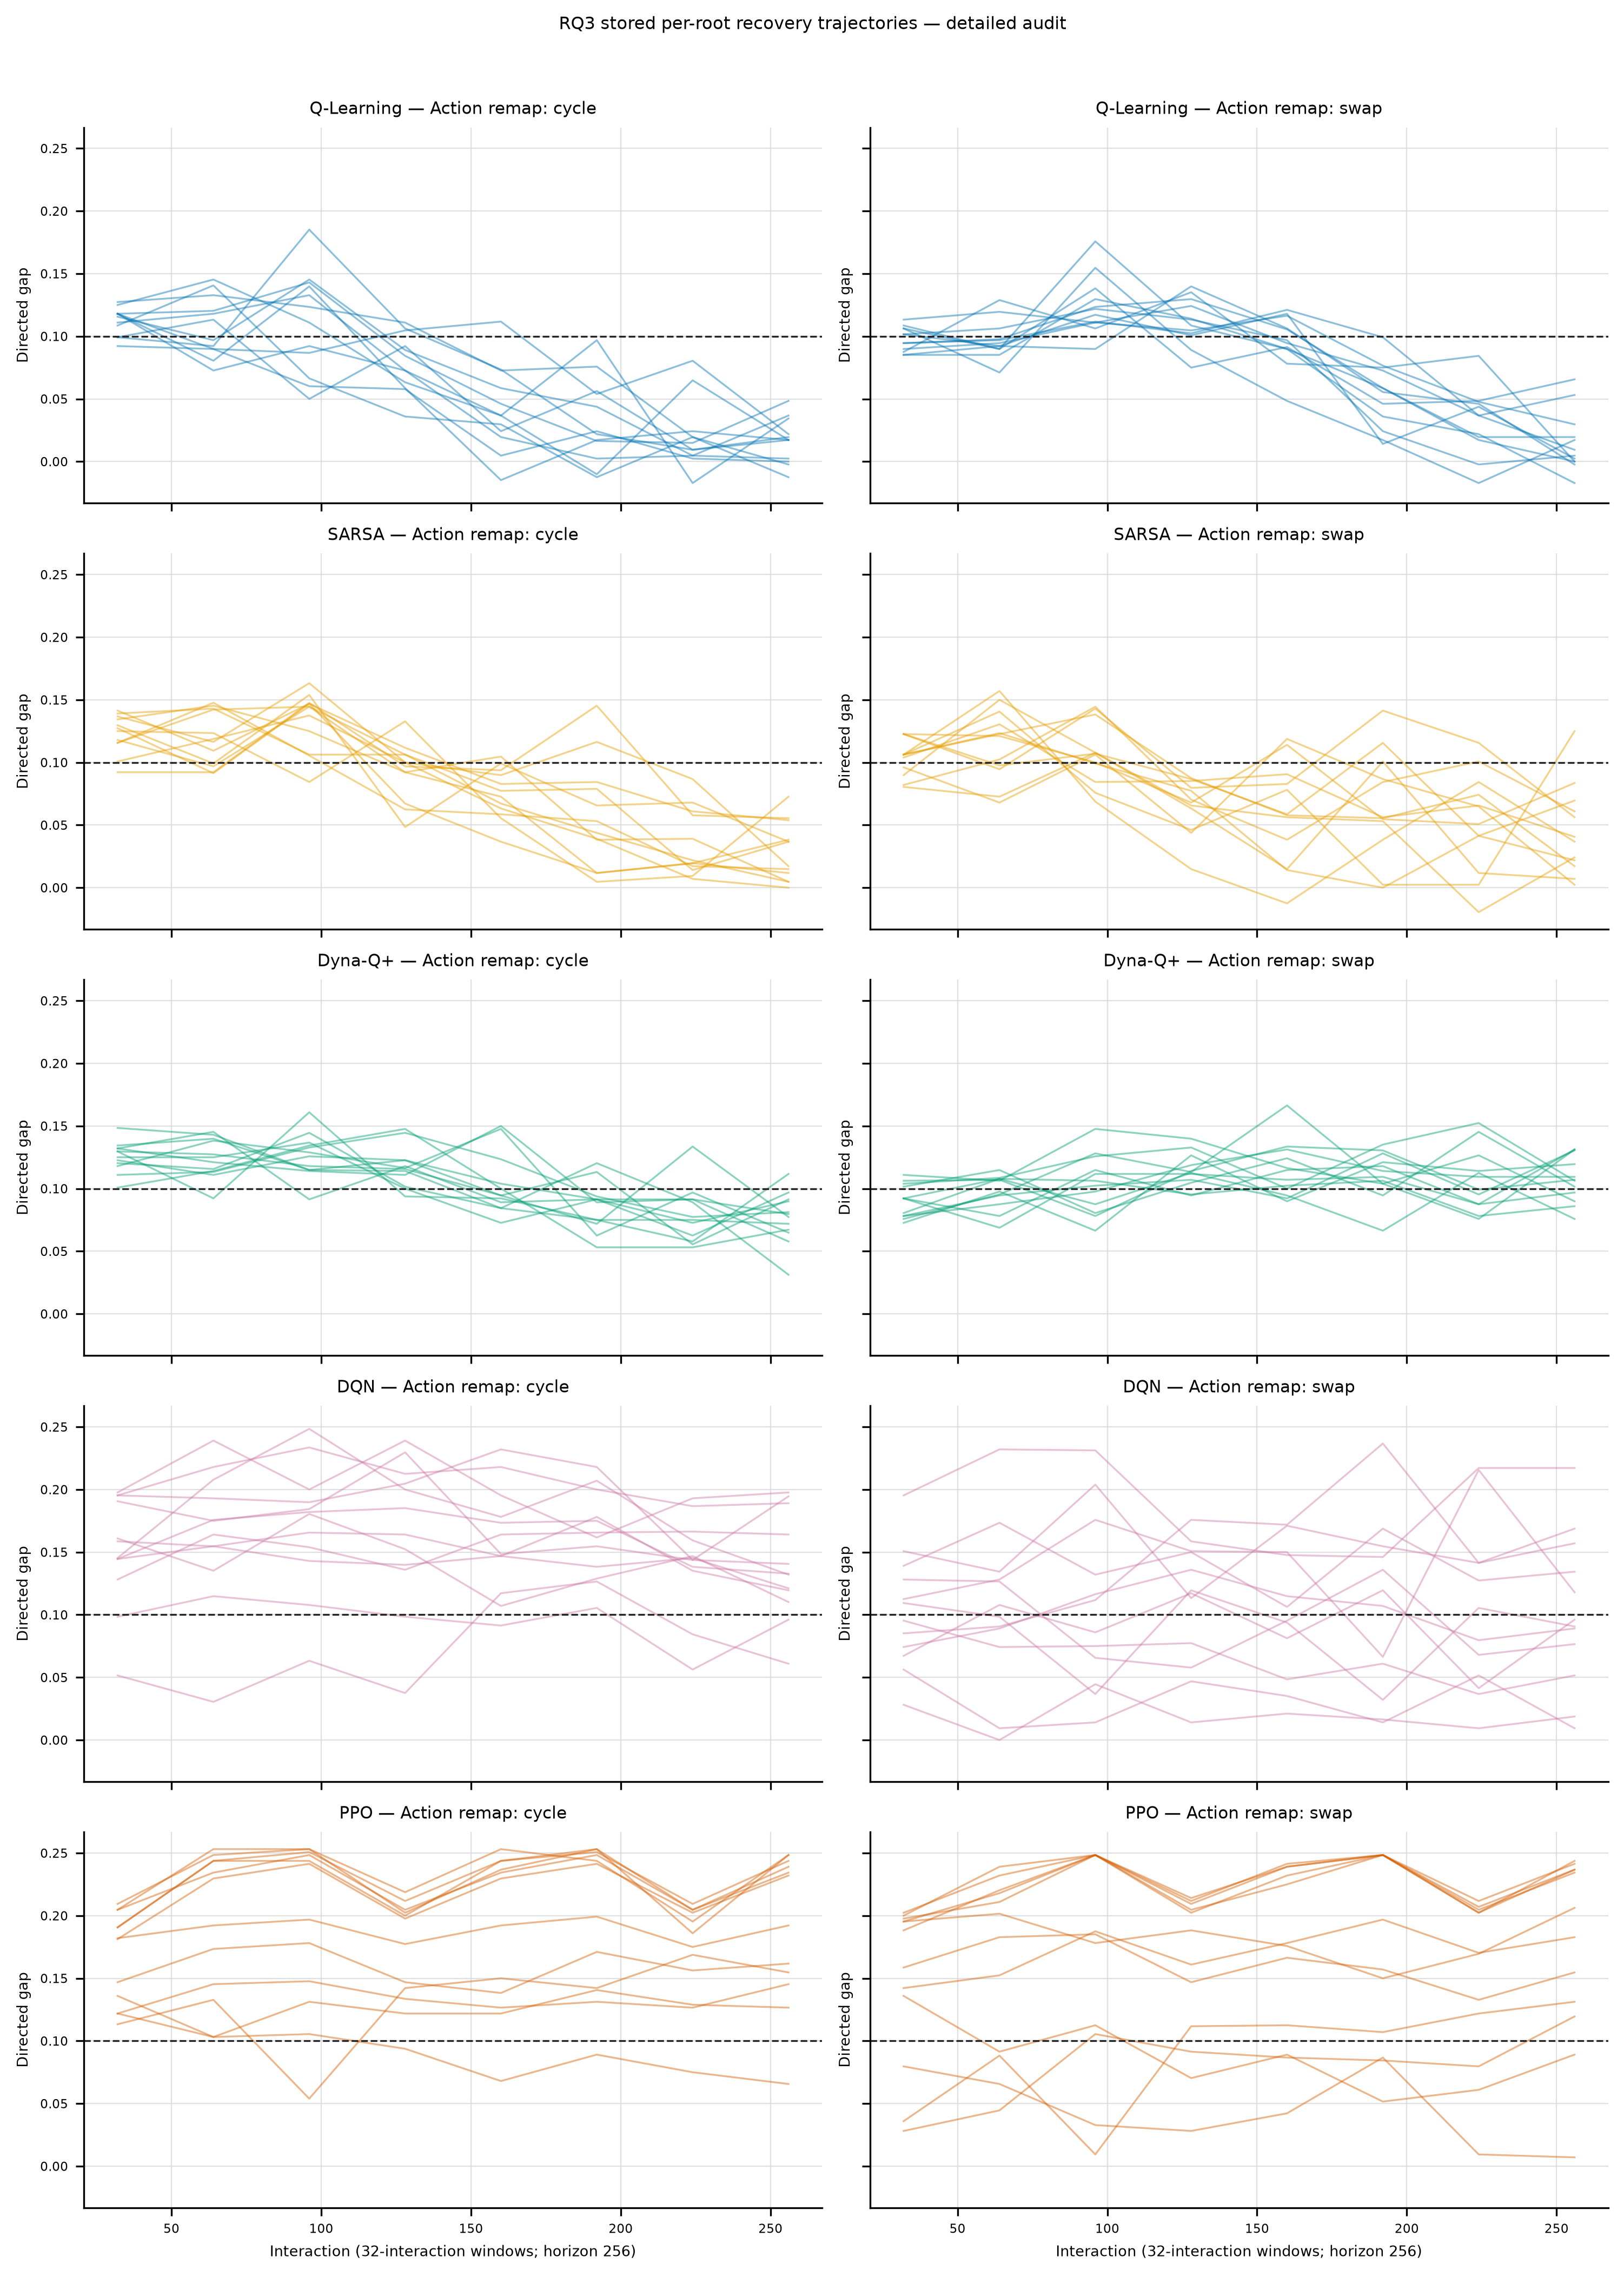 RQ3 stored per-root recovery trajectories — detailed audit
Q-Learning — Action remap: cycle
Q-Learning — Action remap: swap
0.25
0.20
0.15
0.10
0.05
0.00
Directed gap
Directed gap
SARSA — Action remap: cycle
SARSA — Action remap: swap
0.25
0.20
0.15
0.10
0.05
0.00
Directed gap
Directed gap
Dyna-Q+ — Action remap: cycle
Dyna-Q+ — Action remap: swap
0.25
0.20
0.15
0.10
0.05
0.00
Directed gap
Directed gap
DQN — Action remap: cycle
DQN — Action remap: swap
0.25
0.20
0.15
0.10
0.05
0.00
Directed gap
Directed gap
PPO — Action remap: cycle
PPO — Action remap: swap
0.25
0.20
0.15
0.10
0.05
0.00
Directed gap
Directed gap
50 100 150 200 250
50 100 150 200 250
Interaction (32-interaction windows; horizon 256)
Interaction (32-interaction windows; horizon 256)